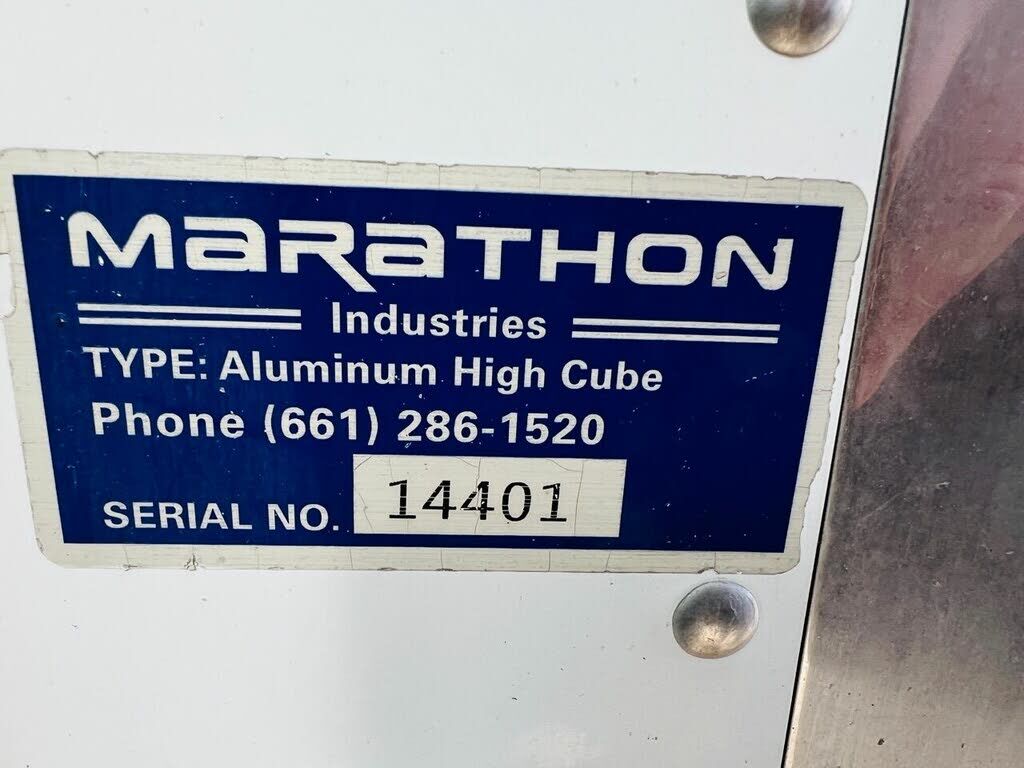 MARATHON
Industries
TYPE: Aluminum High Cube
Phone (661) 286-1520
SERIAL NO. 14401